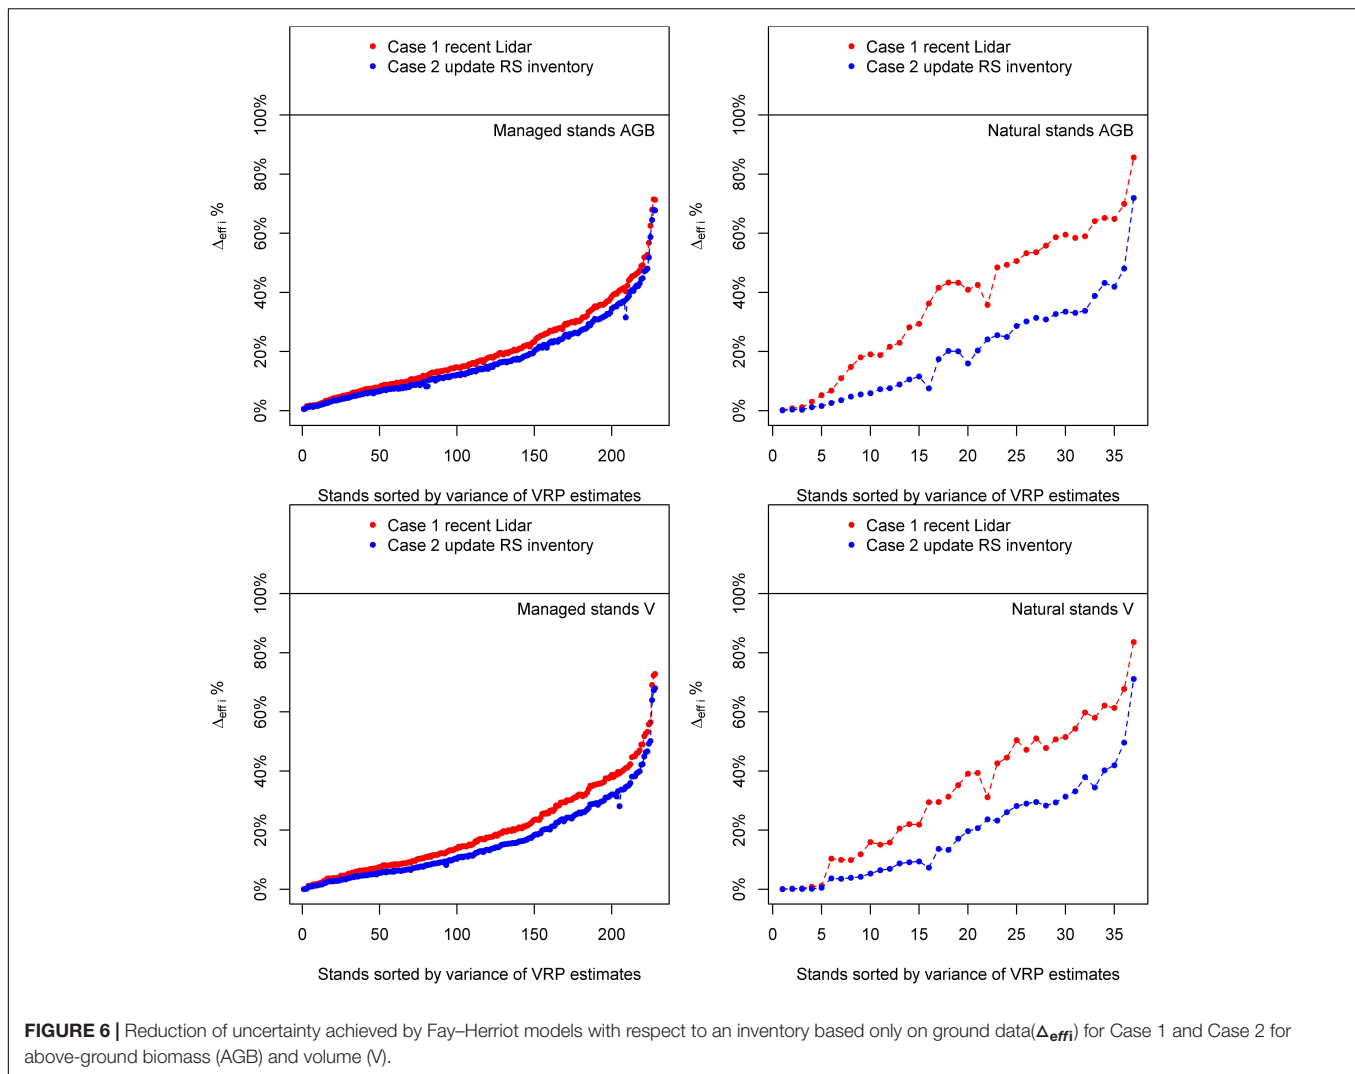 Case 1 recent Lidar
Case 2 update RS inventory
Managed stands AGB
Δeff i %
0%
20%
40%
60%
80%
100%
0 50 100 150 200
Stands sorted by variance of VRP estimates
Case 1 recent Lidar
Case 2 update RS inventory
Natural stands AGB
Δeff i %
0%
20%
40%
60%
80%
100%
0 5 10 15 20 25 30 35
Stands sorted by variance of VRP estimates
Case 1 recent Lidar
Case 2 update RS inventory
Managed stands V
Δeff i %
0%
20%
40%
60%
80%
100%
0 50 100 150 200
Stands sorted by variance of VRP estimates
Case 1 recent Lidar
Case 2 update RS inventory
Natural stands V
Δeff i %
0%
20%
40%
60%
80%
100%
0 5 10 15 20 25 30 35
Stands sorted by variance of VRP estimates
FIGURE 6 | Reduction of uncertainty achieved by Fay–Herriot models with respect to an inventory based only on ground data(Δeffi) for Case 1 and Case 2 for
above-ground biomass (AGB) and volume (V).